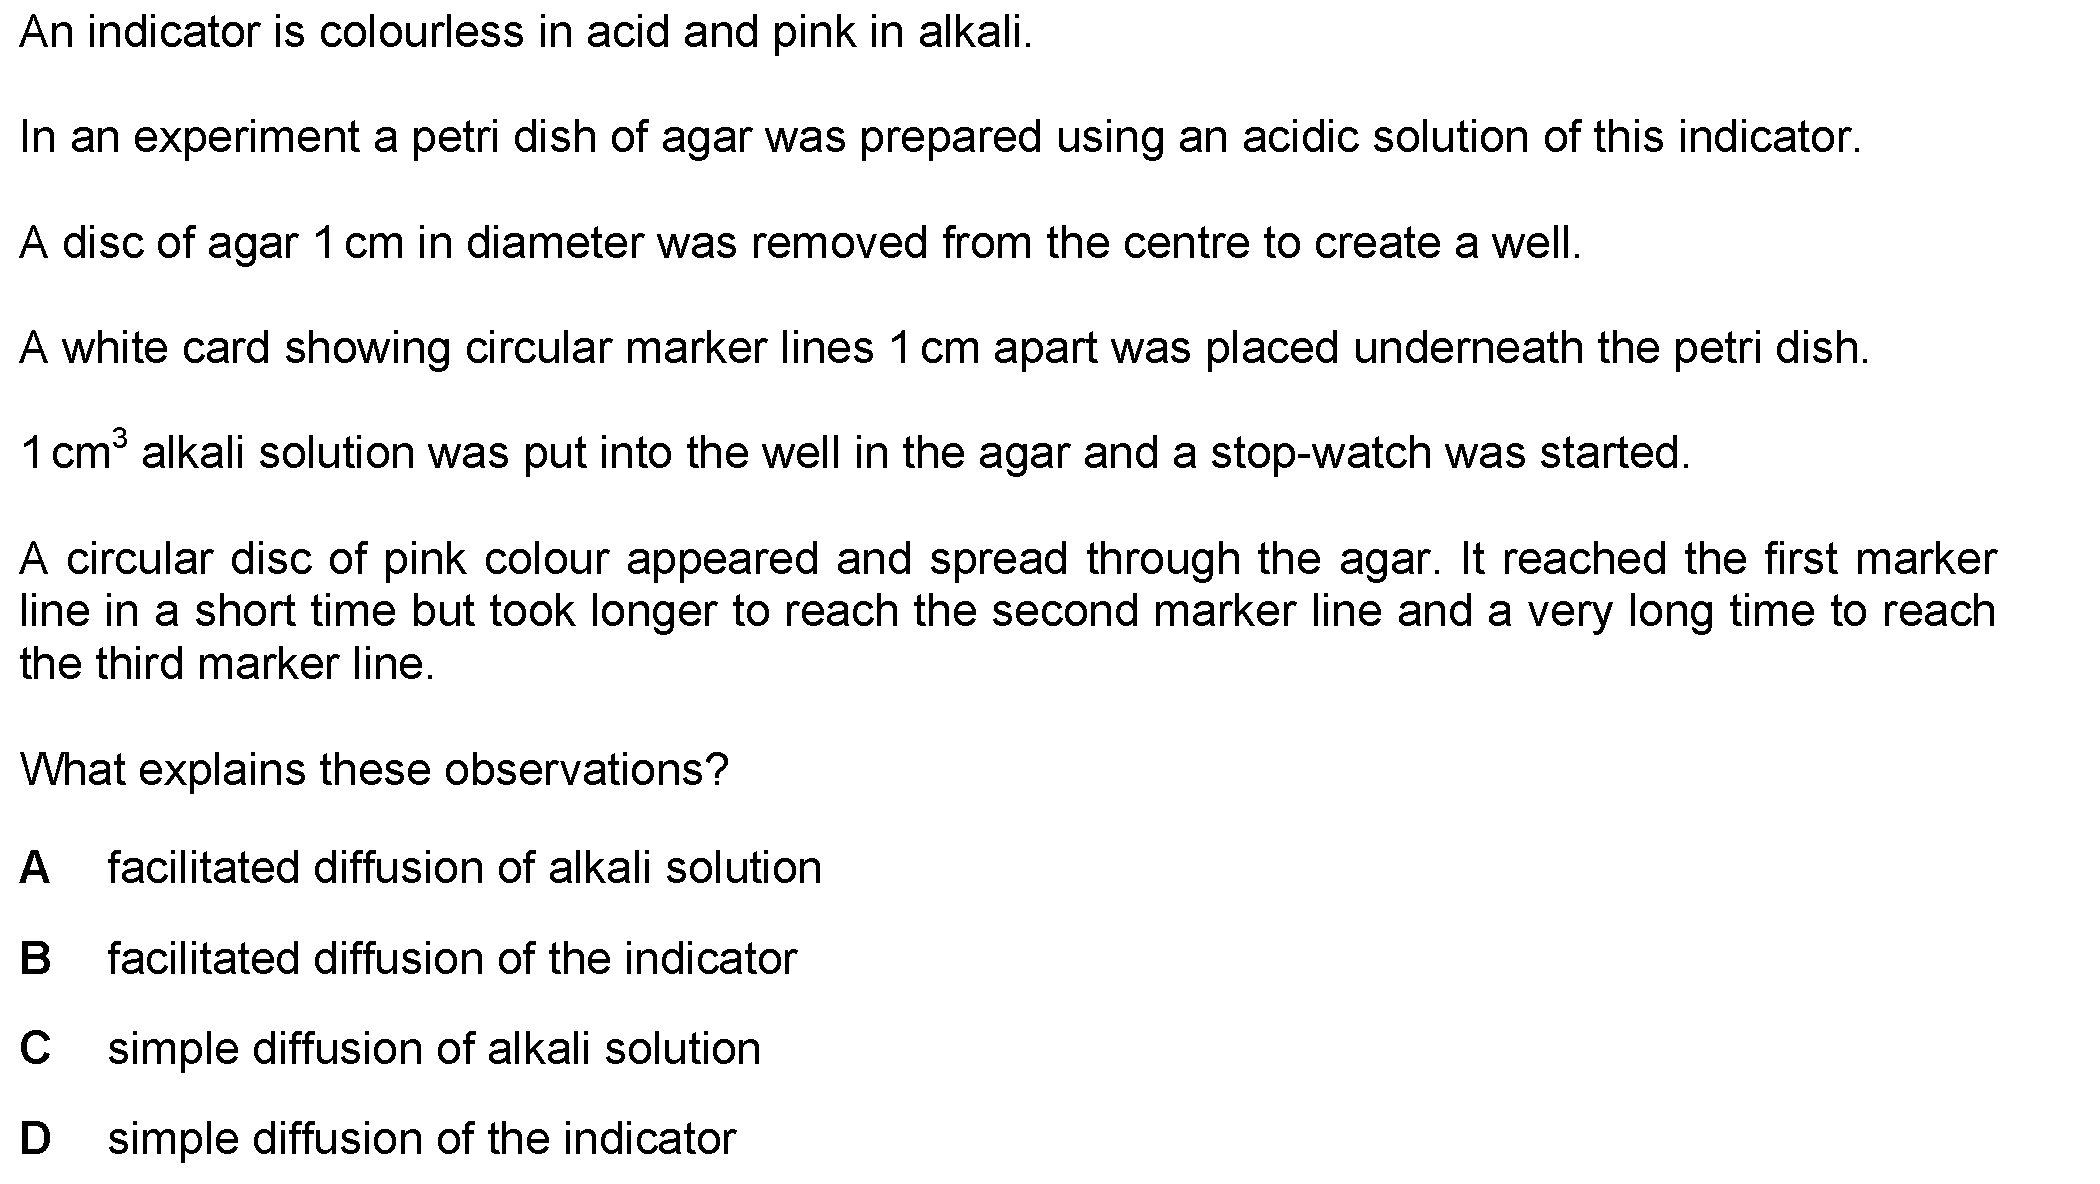 An indicator is colourless in acid and pink in alkali.
In an experiment a petri dish of agar was prepared using an acidic solution of this indicator.
A disc of agar 1 cm in diameter was removed from the centre to create a well.
A white card showing circular marker lines 1 cm apart was placed underneath the petri dish.
1 cm³ alkali solution was put into the well in the agar and a stop-watch was started.
A circular disc of pink colour appeared and spread through the agar. It reached the first marker
line in a short time but took longer to reach the second marker line and a very long time to reach
the third marker line.
What explains these observations?
A facilitated diffusion of alkali solution
B facilitated diffusion of the indicator
C simple diffusion of alkali solution
D simple diffusion of the indicator